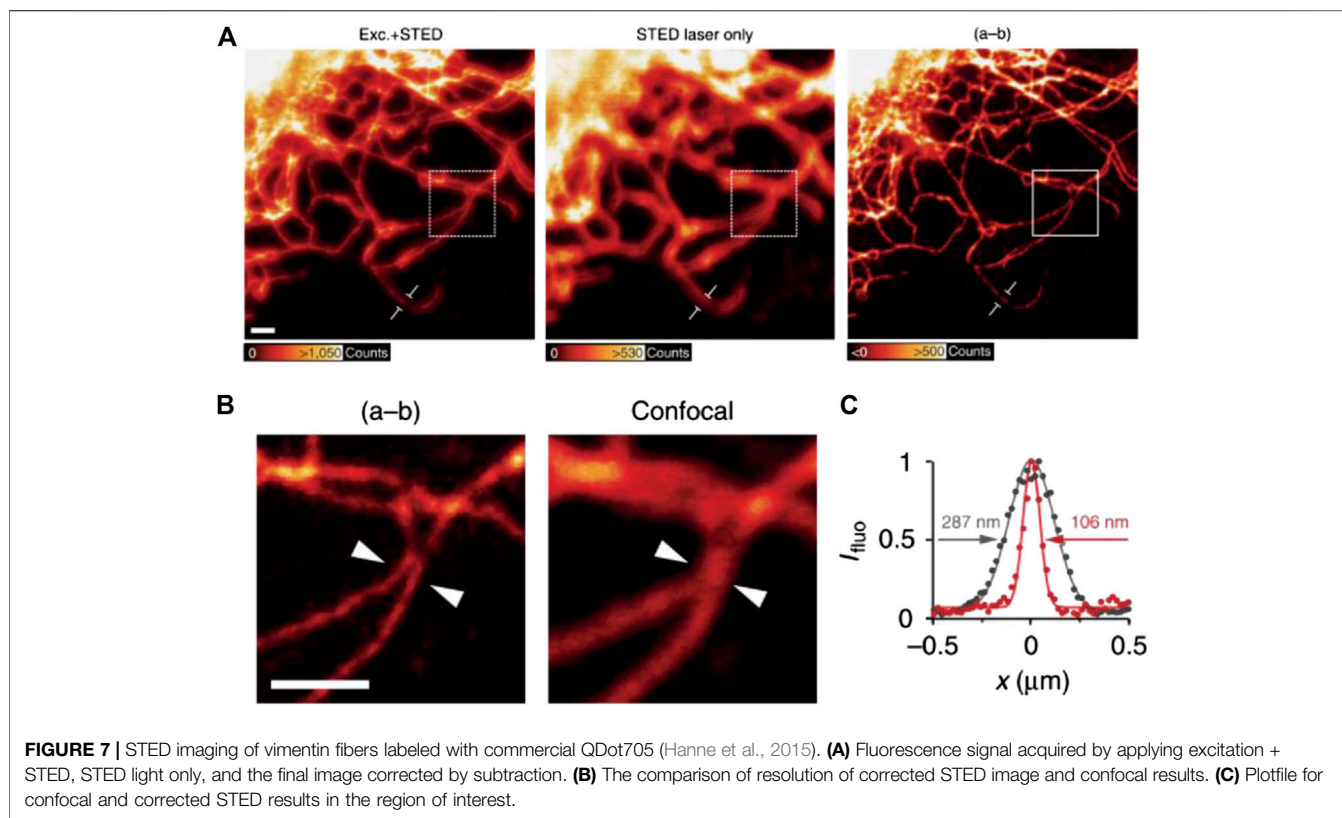 A
Exc.+STED
STED laser only
(a–b)
0 >1,050 Counts
0 >530 Counts
<0 >500 Counts
B
(a–b)
Confocal
C
1
0.5
0
287 nm
106 nm
I fluo
–0.5 0 0.5
x (μm)
FIGURE 7 | STED imaging of vimentin fibers labeled with commercial QDot705 (Hanne et al., 2015). (A) Fluorescence signal acquired by applying excitation +
STED, STED light only, and the final image corrected by subtraction. (B) The comparison of resolution of corrected STED image and confocal results. (C) Plotfile for
confocal and corrected STED results in the region of interest.